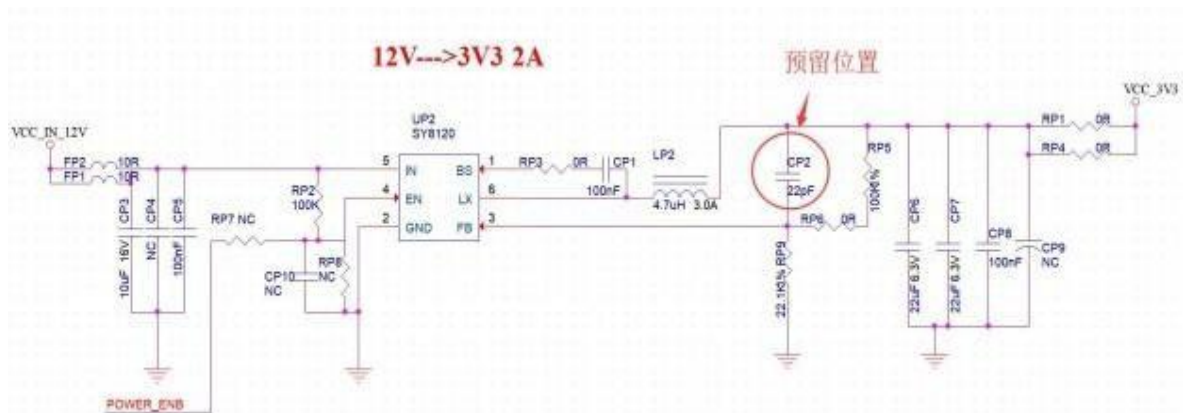 12V--->3V3 2A
预留位置
VCC_3V3
VCC_IN_12V
UP2
SY8120
FP2 10R
FP1 10R
5 IN BS 1
4 EN LX 6
2 GND FB 3
RP3 0R
CP1
100nF
LP2
4.7uH 3.0A
CP2
22pF
RP5
RP1 0R
RP4 0R
RP2
100K
RP7 NC
CP3
10uF 16V
CP4
NC
CP5
100nF
CP10
NC
RP8
NC
RP6 0R
22.1K RP9
CP6
22uF 6.3V
CP7
22uF 6.3V
CP8
100nF
CP9
NC
POWER_ENB